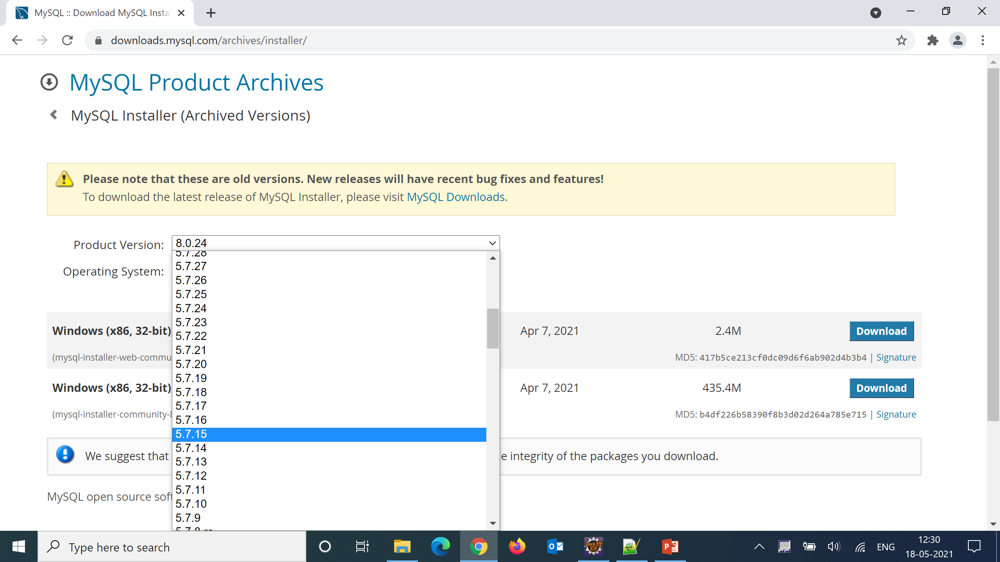 MySQL :: Download MySQL Insta
downloads.mysql.com/archives/installer/
MySQL Product Archives
MySQL Installer (Archived Versions)
Please note that these are old versions. New releases will have recent bug fixes and features!
To download the latest release of MySQL Installer, please visit MySQL Downloads.
Product Version: 8.0.24
5.7.28
5.7.27
Operating System:
5.7.26
5.7.25
5.7.24
5.7.23
Windows (x86, 32-bit), Apr 7, 2021 2.4M Download
5.7.22
5.7.21
(mysql-installer-web-commu MD5: 417b5ce213cf0dc09d6f6ab902d4b3b4 | Signature
5.7.20
5.7.19
Windows (x86, 32-bit), Apr 7, 2021 435.4M Download
5.7.18
5.7.17
(mysql-installer-community-8 MD5: b4df226b58390f8b3d02d264a785e715 | Signature
5.7.16
5.7.15
5.7.14
We suggest that e integrity of the packages you download.
5.7.13
5.7.12
5.7.11
MySQL open source soft
5.7.10
5.7.9
Type here to search
Java EE
IDE
ENG
12:30
18-05-2021